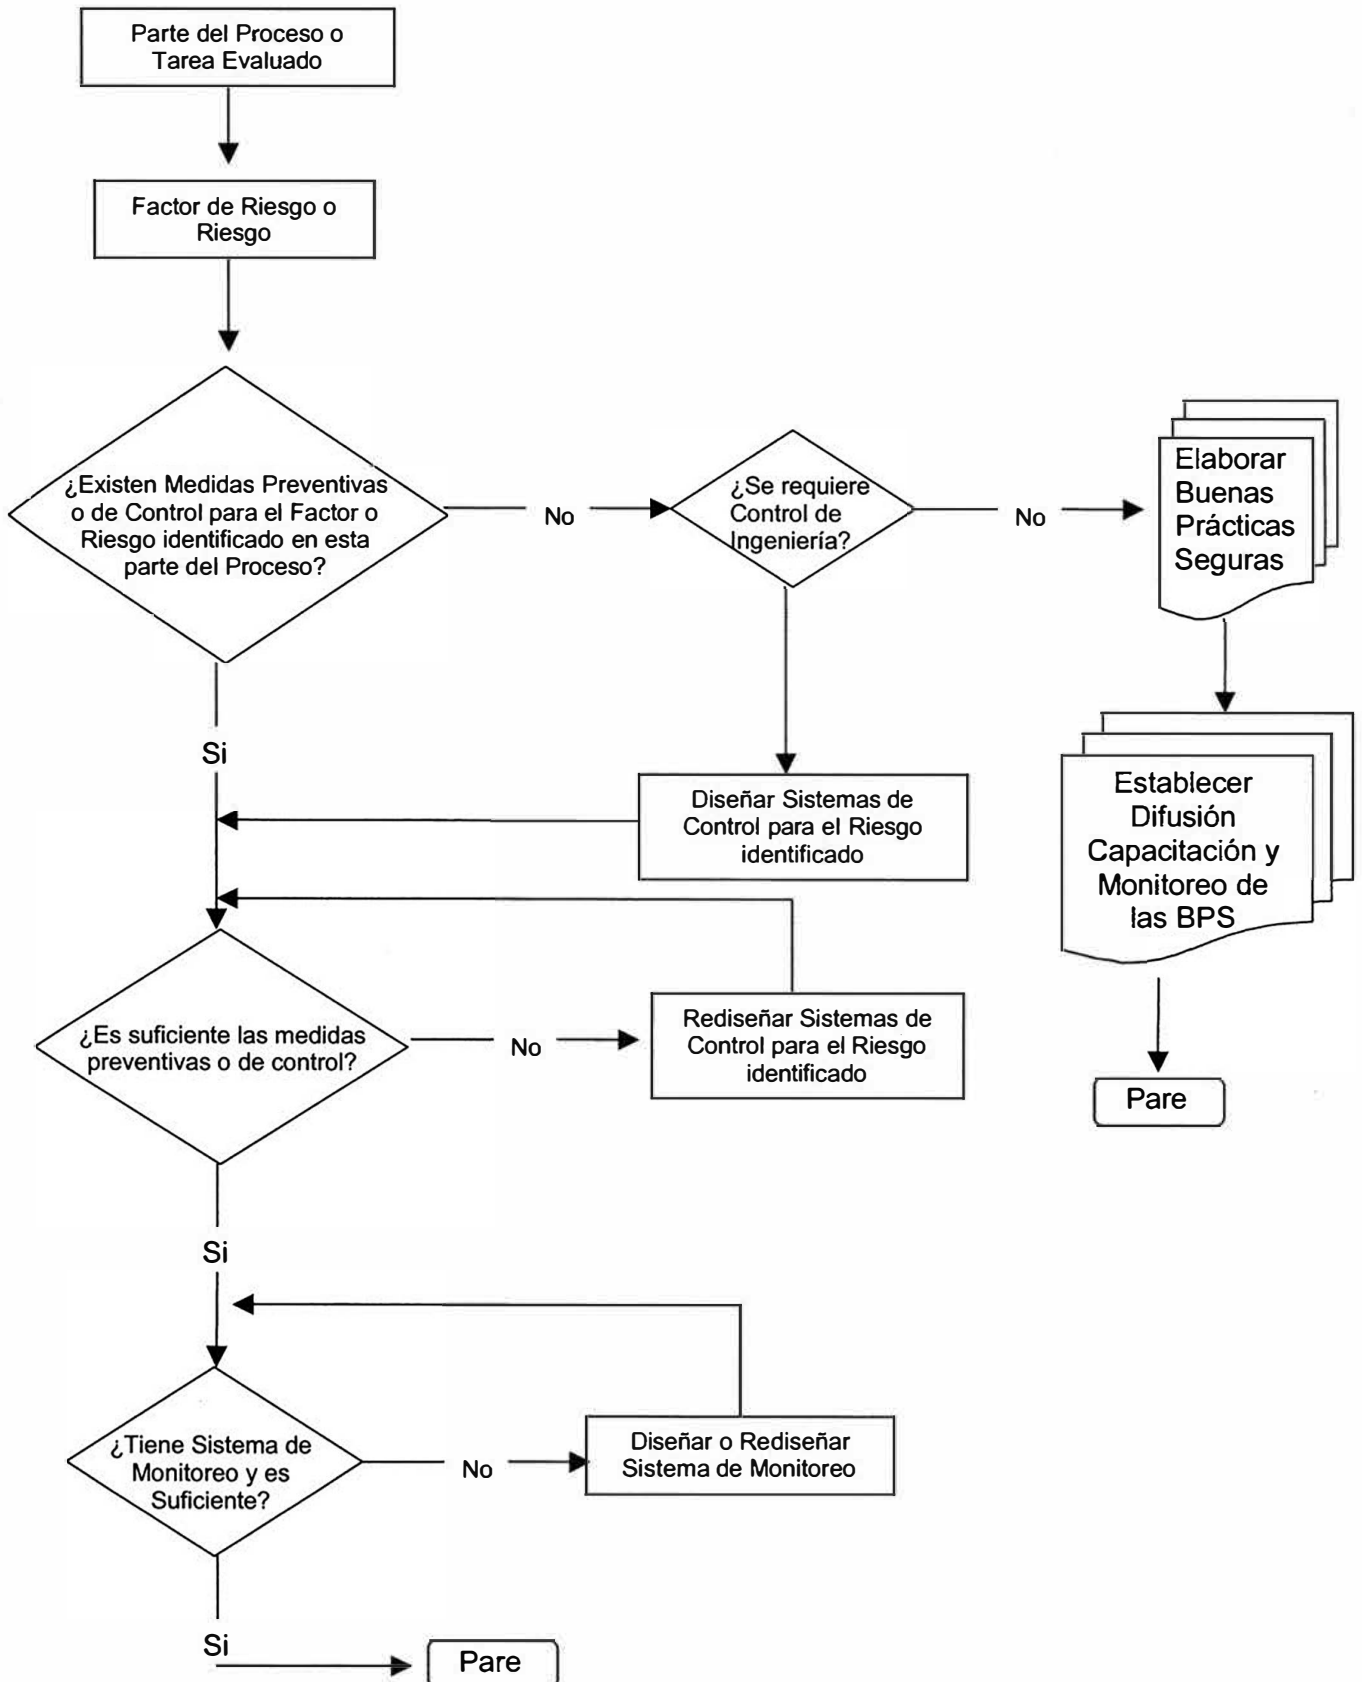 Parte del Proceso o
Tarea Evaluado
Factor de Riesgo o
Riesgo
¿Existen Medidas Preventivas
o de Control para el Factor o
Riesgo identificado en esta
parte del Proceso?
No
¿Se requiere
Control de
Ingeniería?
No
Elaborar
Buenas
Prácticas
Seguras
Si
Diseñar Sistemas de
Control para el Riesgo
identificado
Establecer
Difusión
Capacitación y
Monitoreo de
las BPS
¿Es suficiente las medidas
preventivas o de control?
No
Rediseñar Sistemas de
Control para el Riesgo
identificado
Pare
Si
¿Tiene Sistema de
Monitoreo y es
Suficiente?
No
Diseñar o Rediseñar
Sistema de Monitoreo
Si
Pare